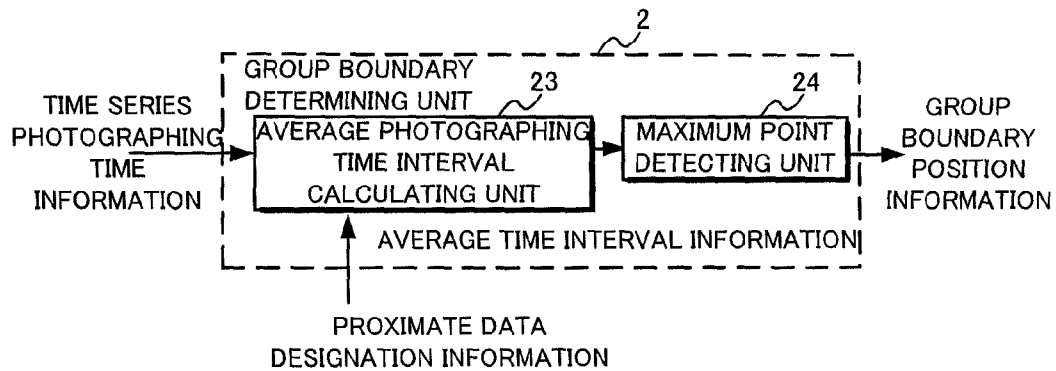 2
GROUP BOUNDARY
DETERMINING UNIT
23
24
TIME SERIES
PHOTOGRAPHING
TIME
INFORMATION
AVERAGE PHOTOGRAPHING
TIME INTERVAL
CALCULATING UNIT
MAXIMUM POINT
DETECTING UNIT
GROUP
BOUNDARY
POSITION
INFORMATION
AVERAGE TIME INTERVAL INFORMATION
PROXIMATE DATA
DESIGNATION INFORMATION